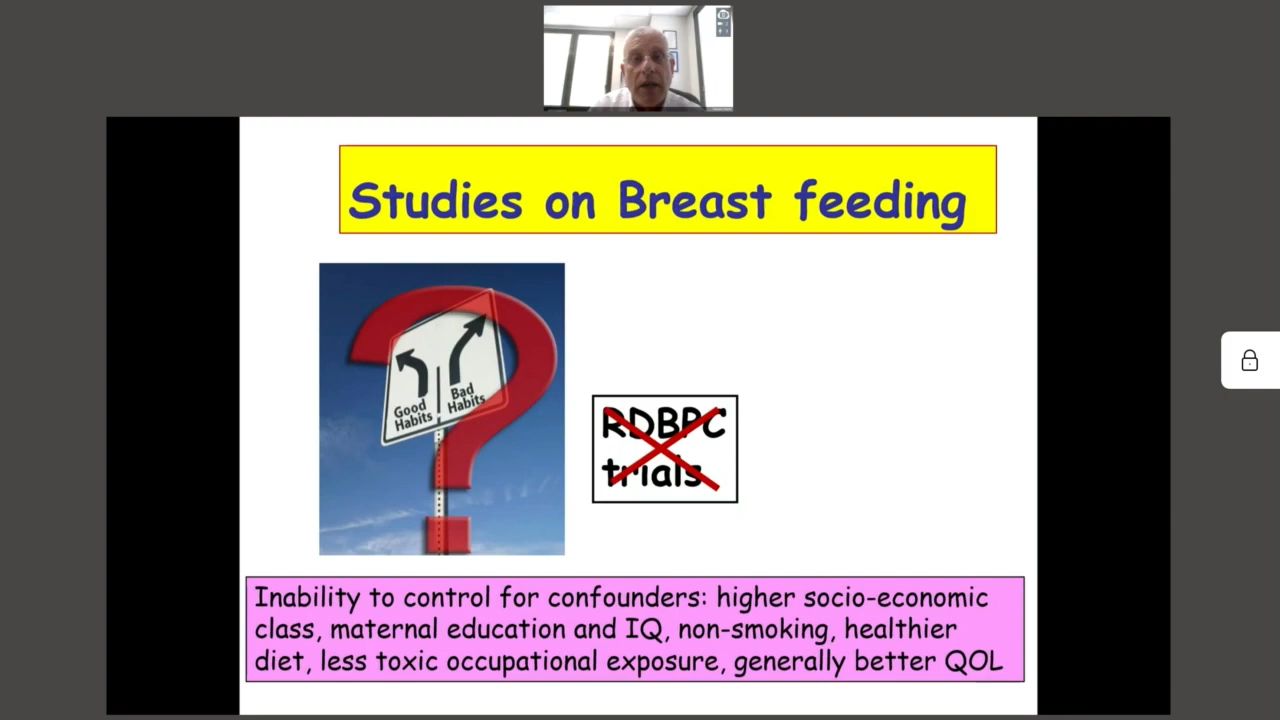 Studies on Breast feeding
Good
Habits
Bad
Habits
RDBPC
trials
Inability to control for confounders: higher socio-economic
class, maternal education and IQ, non-smoking, healthier
diet, less toxic occupational exposure, generally better QOL